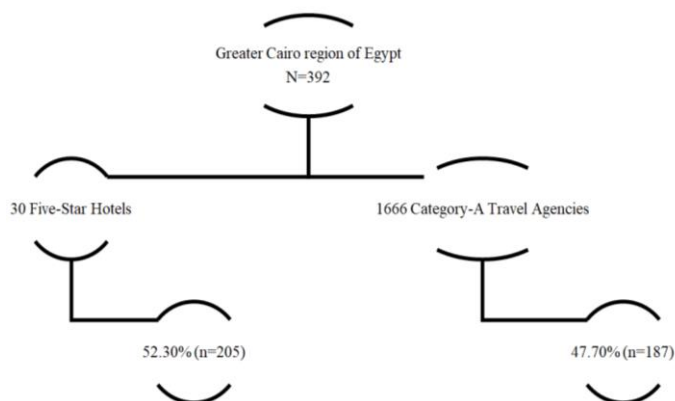 Greater Cairo region of Egypt
N=392
30 Five-Star Hotels
1666 Category-A Travel Agencies
52.30% (n=205)
47.70% (n=187)